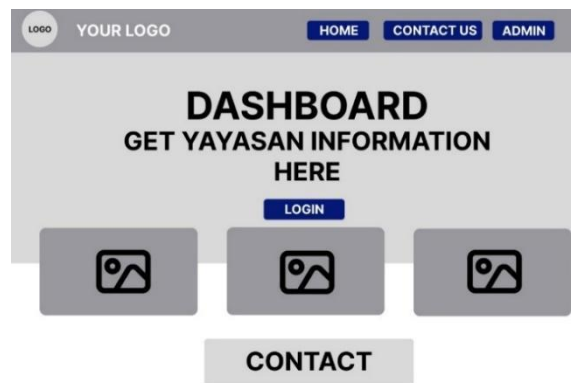 LOGO YOUR LOGO HOME CONTACT US ADMIN
DASHBOARD
GET YAYASAN INFORMATION
HERE
LOGIN
CONTACT